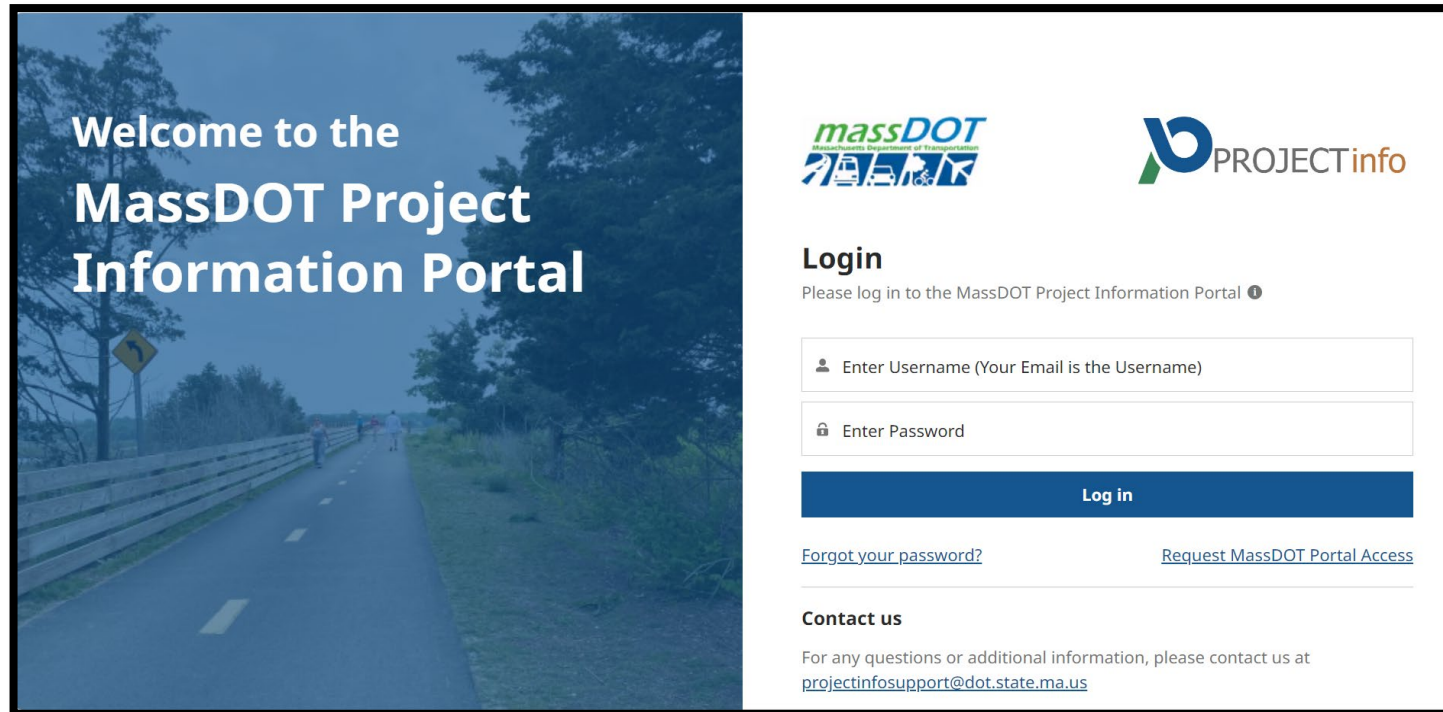 Welcome to the
MassDOT Project
Information Portal
massDOT
Massachusetts Department of Transportation
PROJECTinfo
Login
Please log in to the MassDOT Project Information Portal
Enter Username (Your Email is the Username)
Enter Password
Log in
Forgot your password? Request MassDOT Portal Access
Contact us
For any questions or additional information, please contact us at
projectinfosupport@dot.state.ma.us